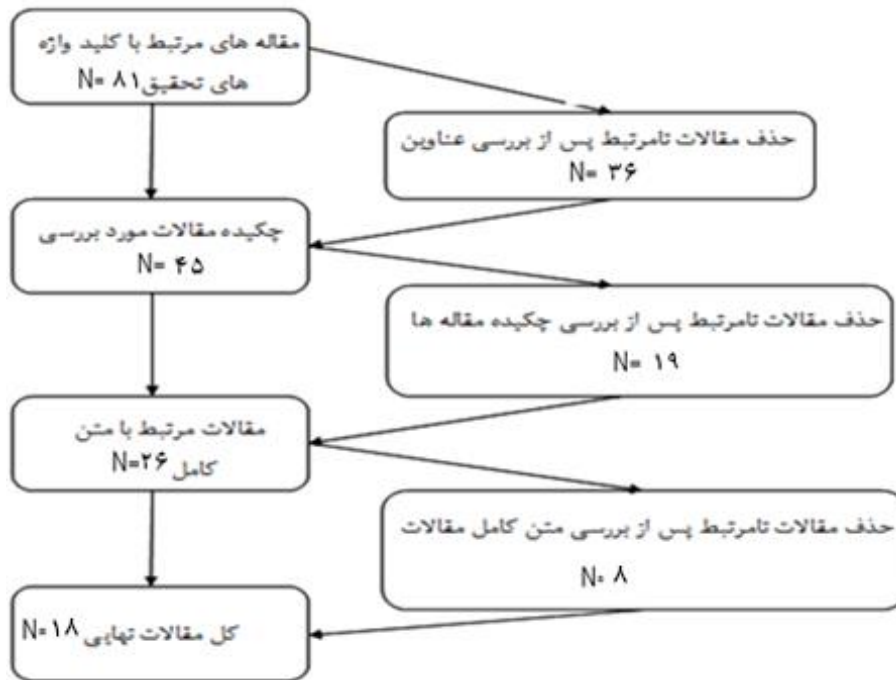 مقاله های مرتبط با کلید واژه
های تحقیق N= ۸۱
حذف مقالات نامرتبط پس از بررسی عناوین
N= ۳۶
چکیده مقالات مورد بررسی
N= ۴۵
حذف مقالات نامرتبط پس از بررسی چکیده مقاله ها
N= ۱۹
مقالات مرتبط با متن
کامل N=۲۶
حذف مقالات نامرتبط پس از بررسی متن کامل مقالات
N= ۸
کل مقالات نهایی N=۱۸